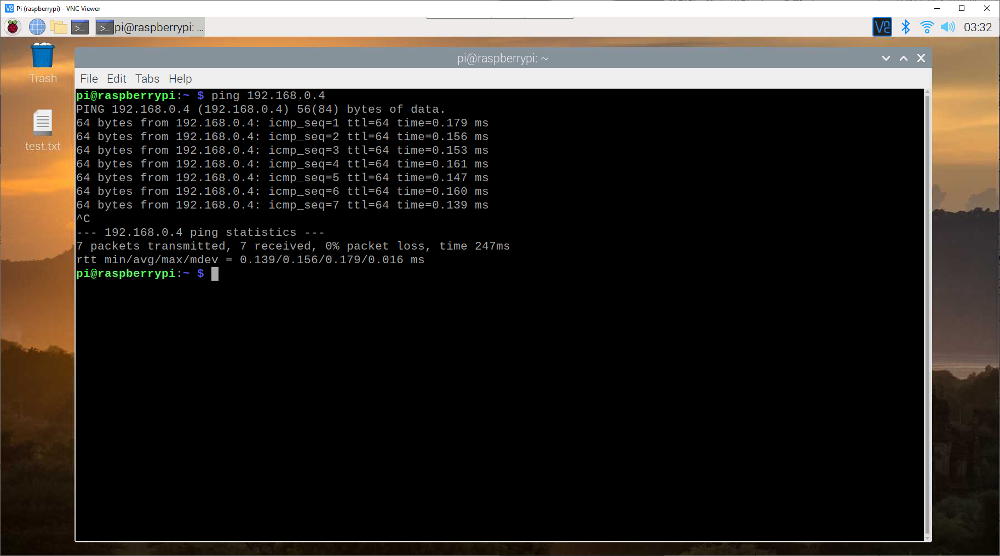 Pi (raspberrypi) - VNC Viewer
pi@raspberrypi: ...
03:32
Trash
test.txt
pi@raspberrypi: ~
File Edit Tabs Help
pi@raspberrypi:~ $ ping 192.168.0.4
PING 192.168.0.4 (192.168.0.4) 56(84) bytes of data.
64 bytes from 192.168.0.4: icmp_seq=1 ttl=64 time=0.179 ms
64 bytes from 192.168.0.4: icmp_seq=2 ttl=64 time=0.156 ms
64 bytes from 192.168.0.4: icmp_seq=3 ttl=64 time=0.153 ms
64 bytes from 192.168.0.4: icmp_seq=4 ttl=64 time=0.161 ms
64 bytes from 192.168.0.4: icmp_seq=5 ttl=64 time=0.147 ms
64 bytes from 192.168.0.4: icmp_seq=6 ttl=64 time=0.160 ms
64 bytes from 192.168.0.4: icmp_seq=7 ttl=64 time=0.139 ms
^C
--- 192.168.0.4 ping statistics ---
7 packets transmitted, 7 received, 0% packet loss, time 247ms
rtt min/avg/max/mdev = 0.139/0.156/0.179/0.016 ms
pi@raspberrypi:~ $